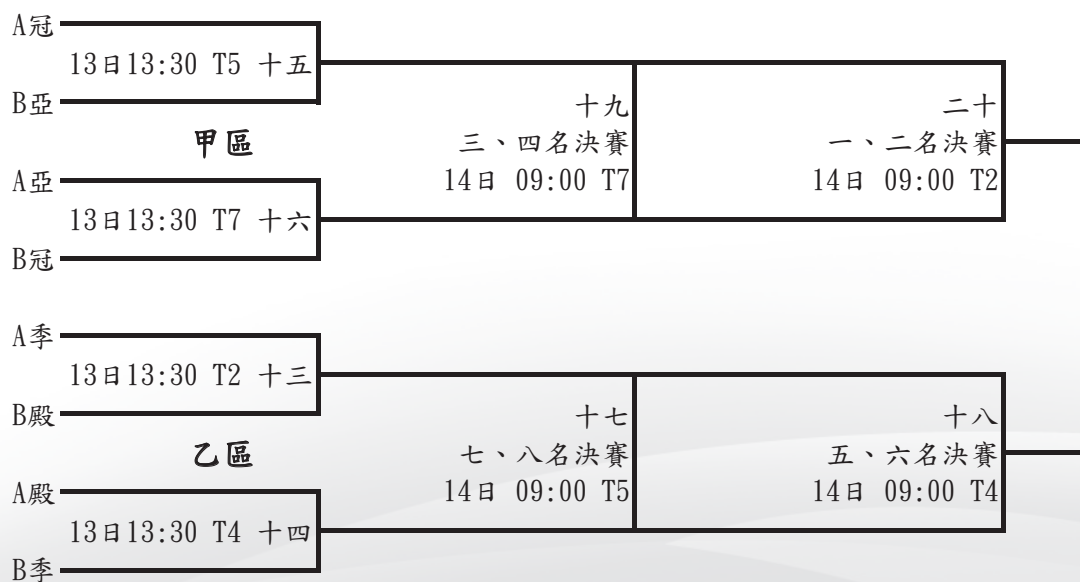 A冠
13日13:30 T5 十五
B亞
十九
二十
甲區
三、四名決賽
一、二名決賽
A亞
14日 09:00 T7
14日 09:00 T2
13日13:30 T7 十六
B冠
A季
13日13:30 T2 十三
B殿
十七
十八
乙區
七、八名決賽
五、六名決賽
A殿
14日 09:00 T5
14日 09:00 T4
13日13:30 T4 十四
B季